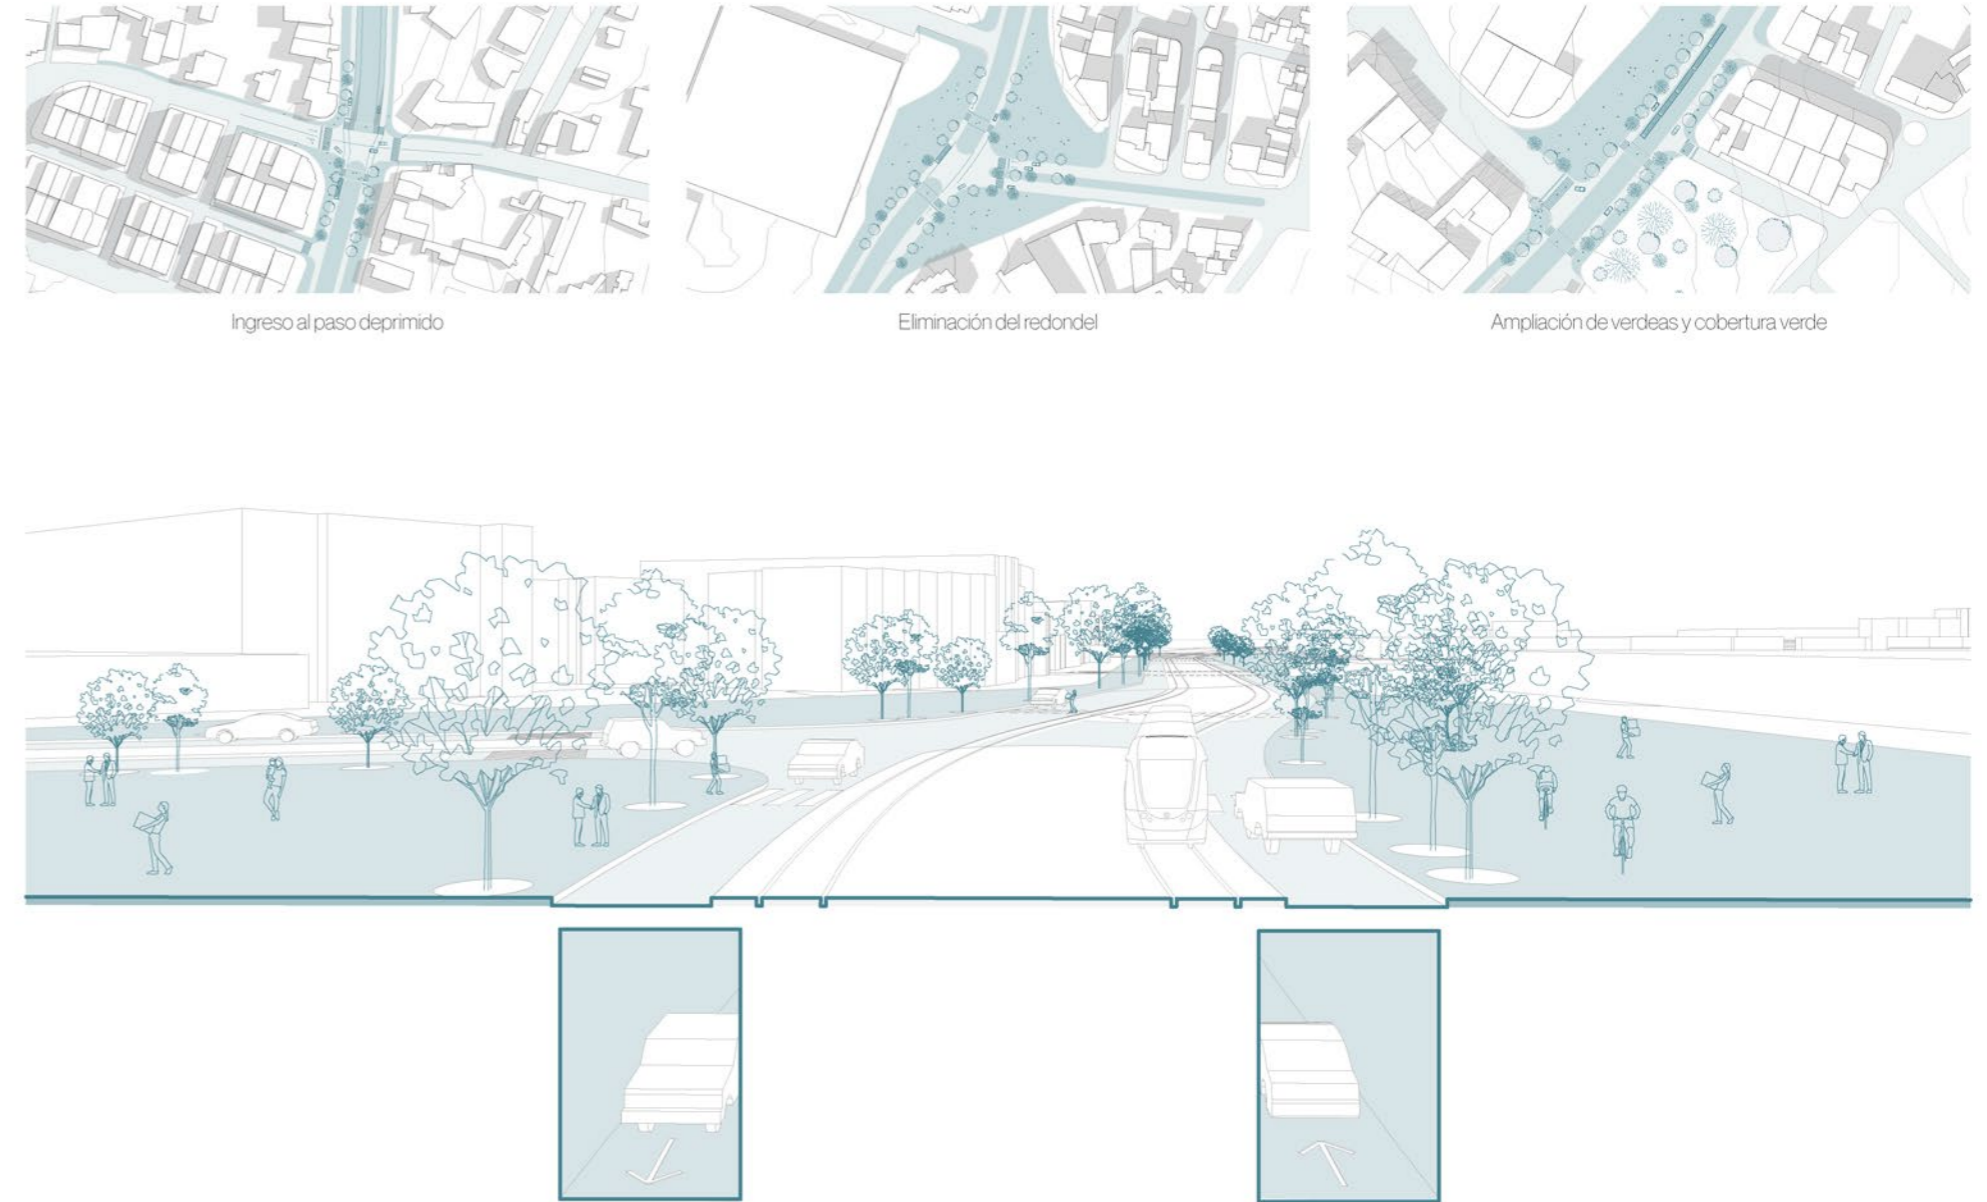 Ingreso al paso deprimido
Eliminación del redondel
Ampliación de verdeas y cobertura verde